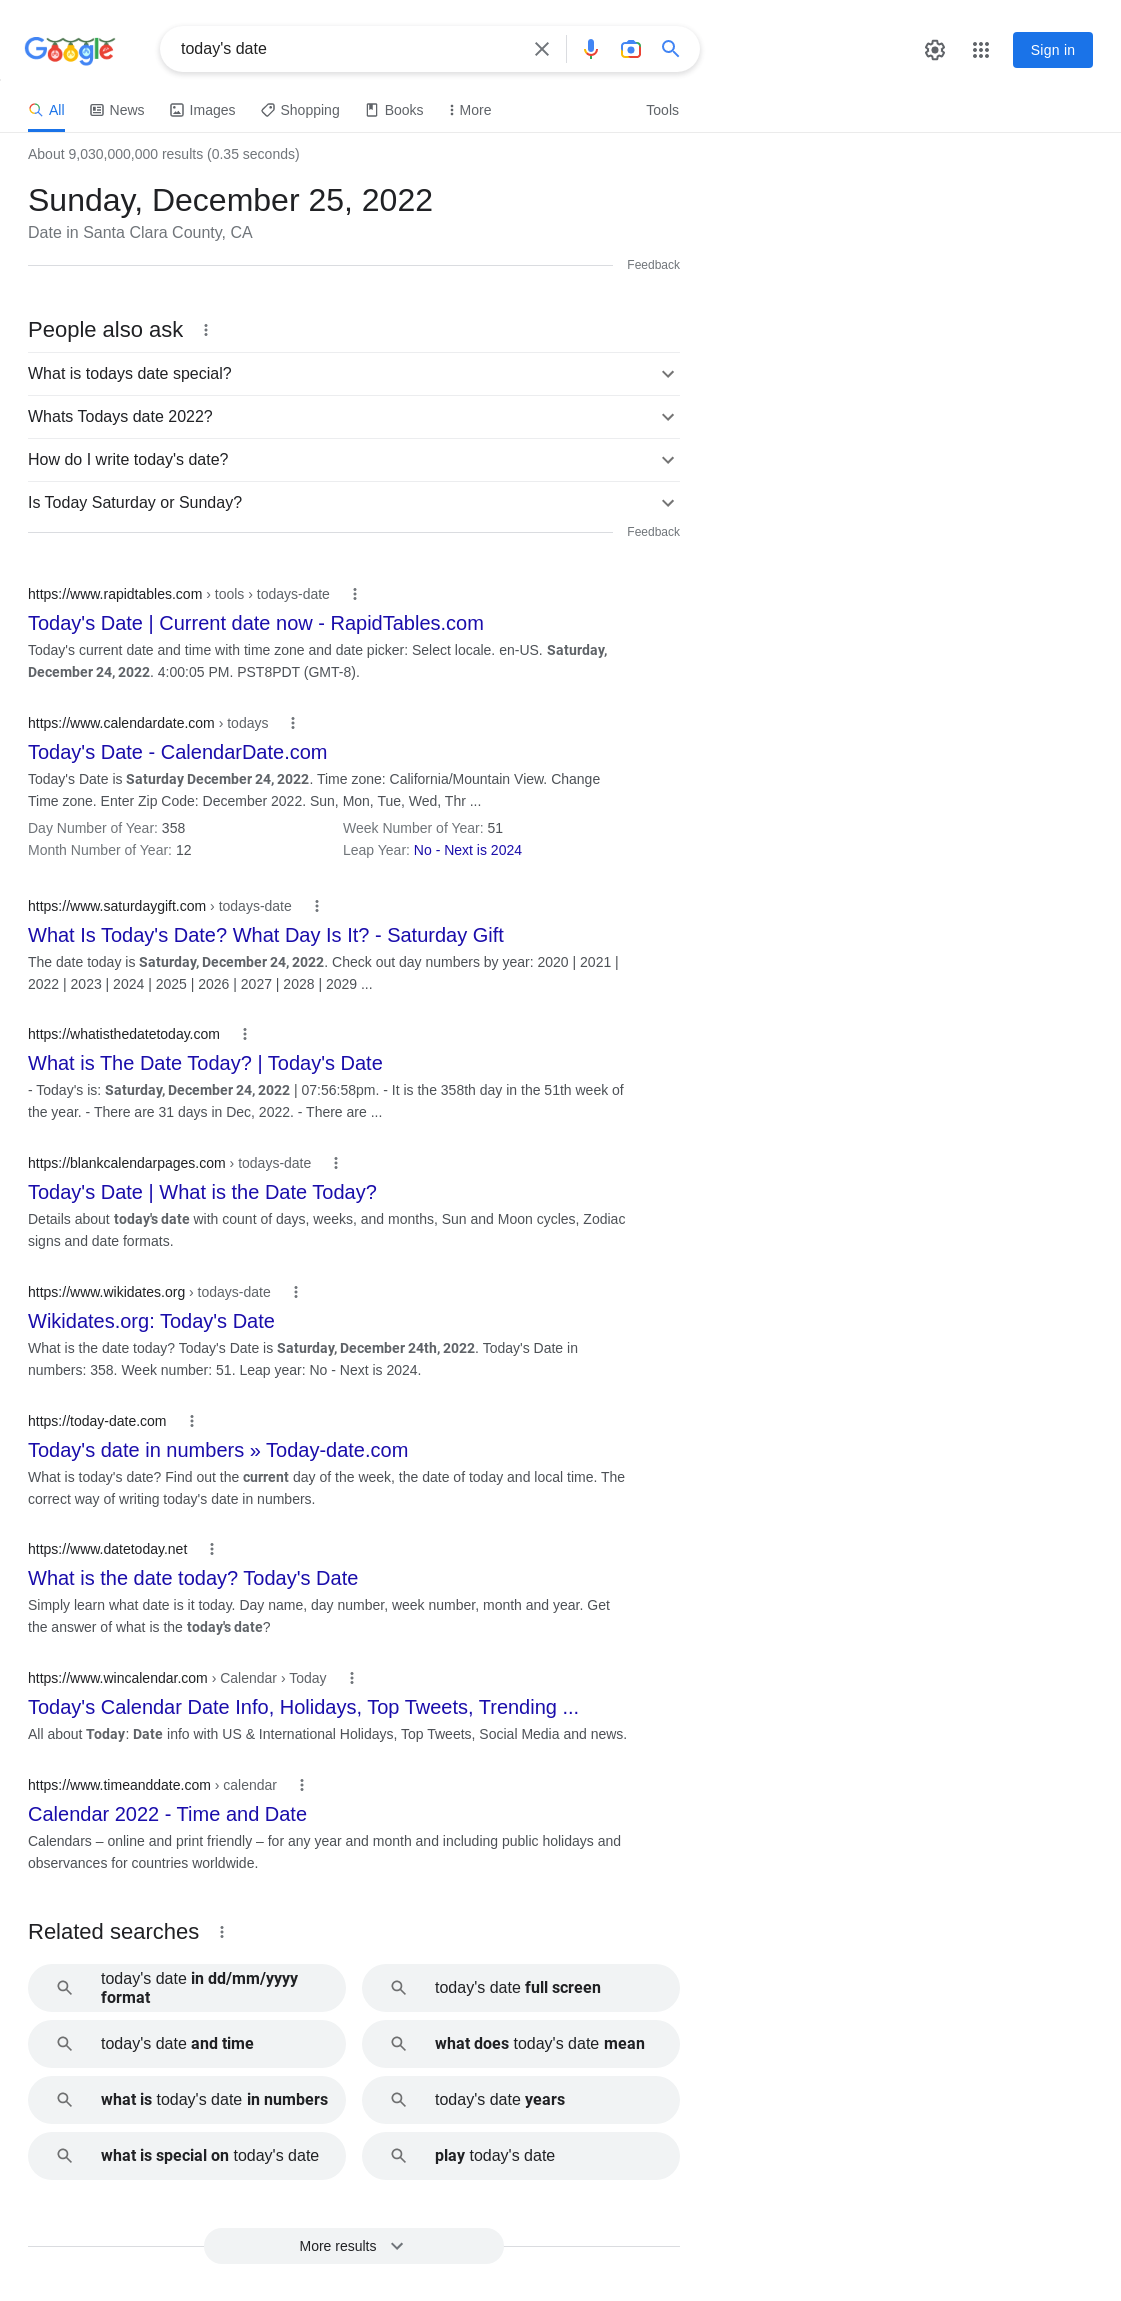 Google
today's date
Sign in
All
News
Images
Shopping
Books
More
Tools
About 9,030,000,000 results (0.35 seconds)
Sunday, December 25, 2022
Date in Santa Clara County, CA
Feedback
People also ask
What is todays date special?
Whats Todays date 2022?
How do I write today's date?
Is Today Saturday or Sunday?
Feedback
https://www.rapidtables.com › tools › todays-date
Today's Date | Current date now - RapidTables.com
Today's current date and time with time zone and date picker: Select locale. en-US. Saturday,
December 24, 2022. 4:00:05 PM. PST8PDT (GMT-8).
https://www.calendardate.com › todays
Today's Date - CalendarDate.com
Today's Date is Saturday December 24, 2022. Time zone: California/Mountain View. Change
Time zone. Enter Zip Code: December 2022. Sun, Mon, Tue, Wed, Thr ...
Day Number of Year: 358
Week Number of Year: 51
Month Number of Year: 12
Leap Year: No - Next is 2024
https://www.saturdaygift.com › todays-date
What Is Today's Date? What Day Is It? - Saturday Gift
The date today is Saturday, December 24, 2022. Check out day numbers by year: 2020 | 2021 |
2022 | 2023 | 2024 | 2025 | 2026 | 2027 | 2028 | 2029 ...
https://whatisthedatetoday.com
What is The Date Today? | Today's Date
- Today's is: Saturday, December 24, 2022 | 07:56:58pm. - It is the 358th day in the 51th week of
the year. - There are 31 days in Dec, 2022. - There are ...
https://blankcalendarpages.com › todays-date
Today's Date | What is the Date Today?
Details about today's date with count of days, weeks, and months, Sun and Moon cycles, Zodiac
signs and date formats.
https://www.wikidates.org › todays-date
Wikidates.org: Today's Date
What is the date today? Today's Date is Saturday, December 24th, 2022. Today's Date in
numbers: 358. Week number: 51. Leap year: No - Next is 2024.
https://today-date.com
Today's date in numbers » Today-date.com
What is today's date? Find out the current day of the week, the date of today and local time. The
correct way of writing today's date in numbers.
https://www.datetoday.net
What is the date today? Today's Date
Simply learn what date is it today. Day name, day number, week number, month and year. Get
the answer of what is the today's date?
https://www.wincalendar.com › Calendar › Today
Today's Calendar Date Info, Holidays, Top Tweets, Trending ...
All about Today: Date info with US & International Holidays, Top Tweets, Social Media and news.
https://www.timeanddate.com › calendar
Calendar 2022 - Time and Date
Calendars – online and print friendly – for any year and month and including public holidays and
observances for countries worldwide.
Related searches
today's date in dd/mm/yyyy
format
today's date full screen
today's date and time
what does today's date mean
what is today's date in numbers
today's date years
what is special on today's date
play today's date
More results